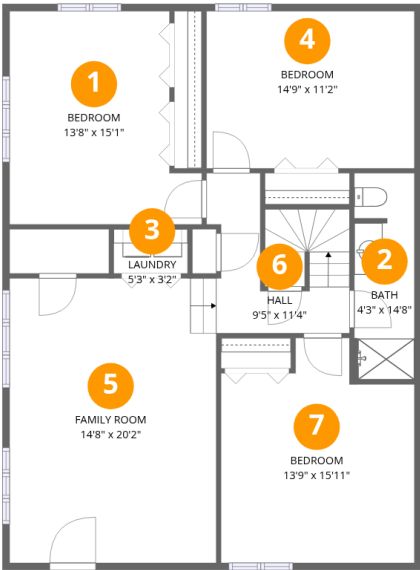 1
BEDROOM
13'8" x 15'1"
4
BEDROOM
14'9" x 11'2"
3
LAUNDRY
5'3" x 3'2"
6
HALL
9'5" x 11'4"
2
BATH
4'3" x 14'8"
5
FAMILY ROOM
14'8" x 20'2"
7
BEDROOM
13'9" x 15'11"